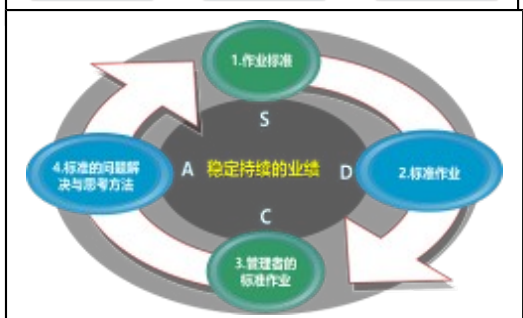 1.作业标准
S
4.标准的问题解
决与思考方法
A
稳定持续的业绩
D
2.标准作业
C
3.管理者的
标准作业